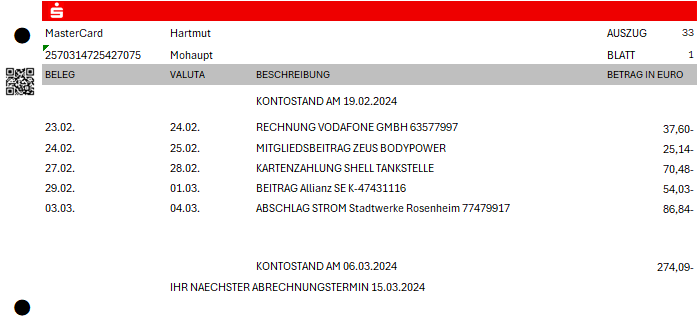 MasterCard Hartmut AUSZUG 33
2570314725427075 Mohaupt BLATT 1
BELEG VALUTA BESCHREIBUNG BETRAG IN EURO
KONTOSTAND AM 19.02.2024
23.02. 24.02. RECHNUNG VODAFONE GMBH 63577997 37,60-
24.02. 25.02. MITGLIEDSBEITRAG ZEUS BODYPOWER 25,14-
27.02. 28.02. KARTENZAHLUNG SHELL TANKSTELLE 70,48-
29.02. 01.03. BEITRAG Allianz SE K-47431116 54,03-
03.03. 04.03. ABSCHLAG STROM Stadtwerke Rosenheim 77479917 86,84-
KONTOSTAND AM 06.03.2024 274,09-
IHR NAECHSTER ABRECHNUNGSTERMIN 15.03.2024